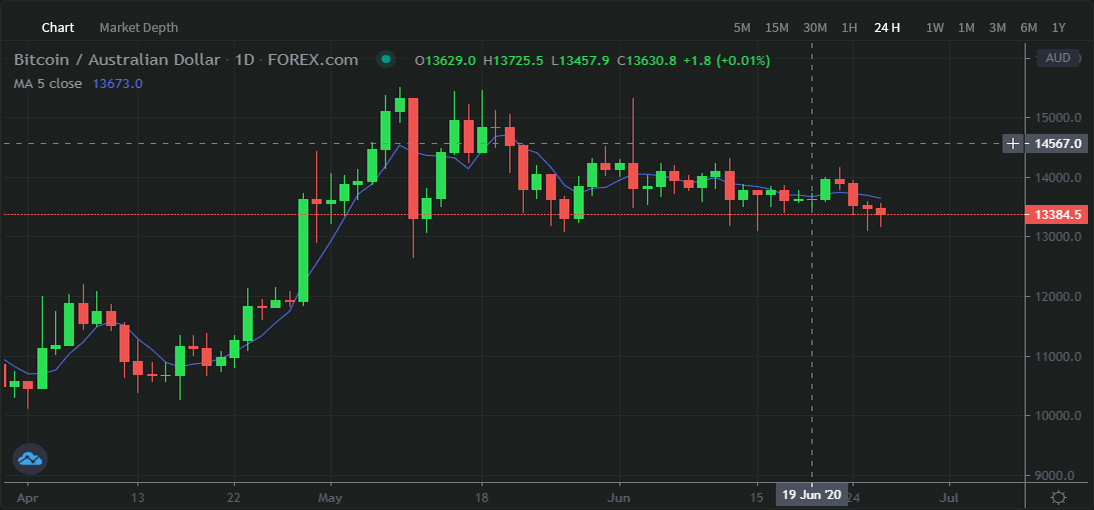 Chart Market Depth 5M 15M 30M 1H 24 H 1W 1M 3M 6M 1Y
Bitcoin / Australian Dollar · 1D · FOREX.com O13629.0 H13725.5 L13457.9 C13630.8 +1.8 (+0.01%) AUD
MA 5 close 13673.0
15000.0
14567.0
14000.0
13384.5
13000.0
12000.0
11000.0
10000.0
9000.0
Apr 13 22 May 18 Jun 15 19 Jun '20 24 Jul